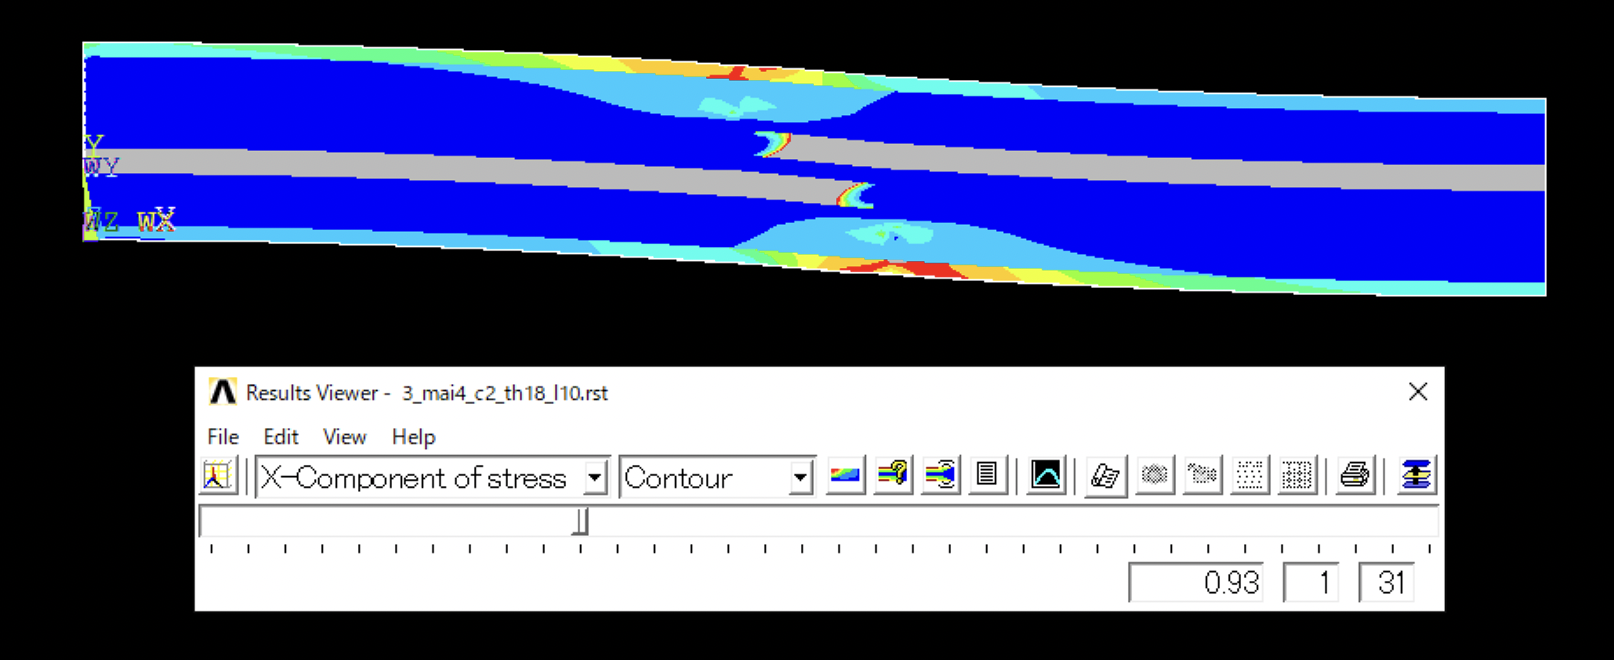 Y
WY
WZ WX
Results Viewer - 3_mai4_c2_th18_l10.rst
File Edit View Help
X-Component of stress Contour
0.93 1 31